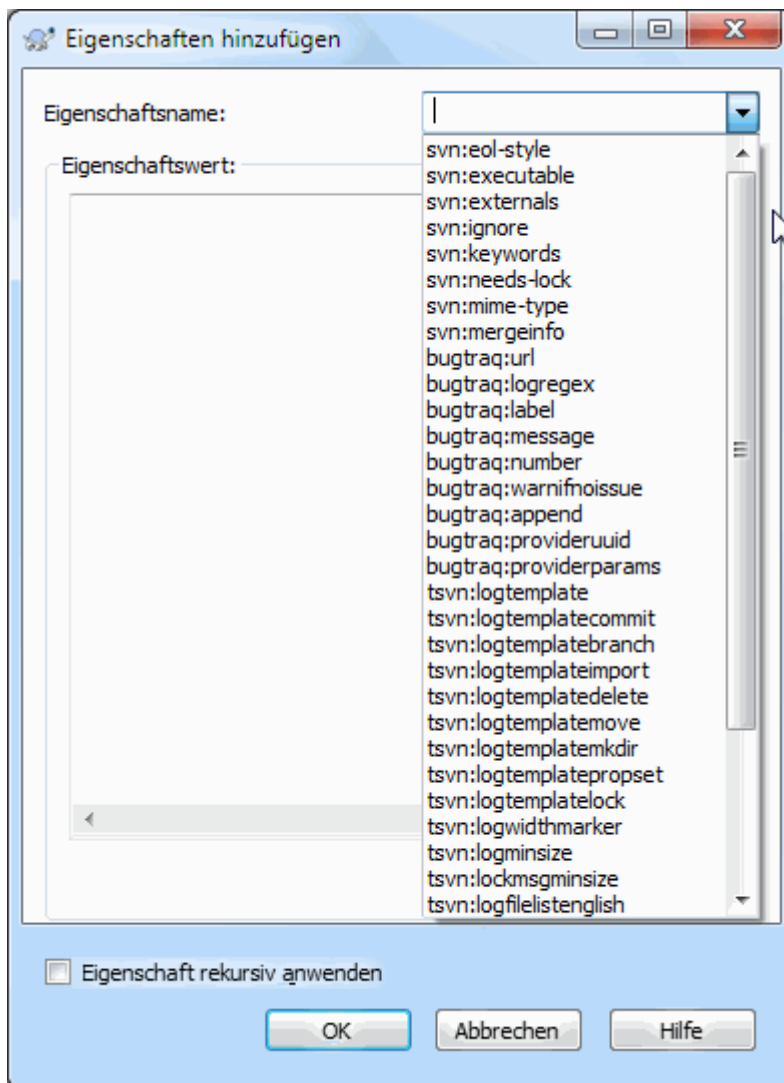 Eigenschaften hinzufügen
Eigenschaftsname:
Eigenschaftswert:
svn:eol-style
svn:executable
svn:externals
svn:ignore
svn:keywords
svn:needs-lock
svn:mime-type
svn:mergeinfo
bugtraq:url
bugtraq:logregex
bugtraq:label
bugtraq:message
bugtraq:number
bugtraq:warnifnoissue
bugtraq:append
bugtraq:provideruuid
bugtraq:providerparams
tsvn:logtemplate
tsvn:logtemplatecommit
tsvn:logtemplatebranch
tsvn:logtemplateimport
tsvn:logtemplatedelete
tsvn:logtemplatemove
tsvn:logtemplatemkdir
tsvn:logtemplatepropset
tsvn:logtemplatelock
tsvn:logwidthmarker
tsvn:logminsize
tsvn:lockmsgminsize
tsvn:logfilelistenglish
Eigenschaft rekursiv anwenden
OK Abbrechen Hilfe